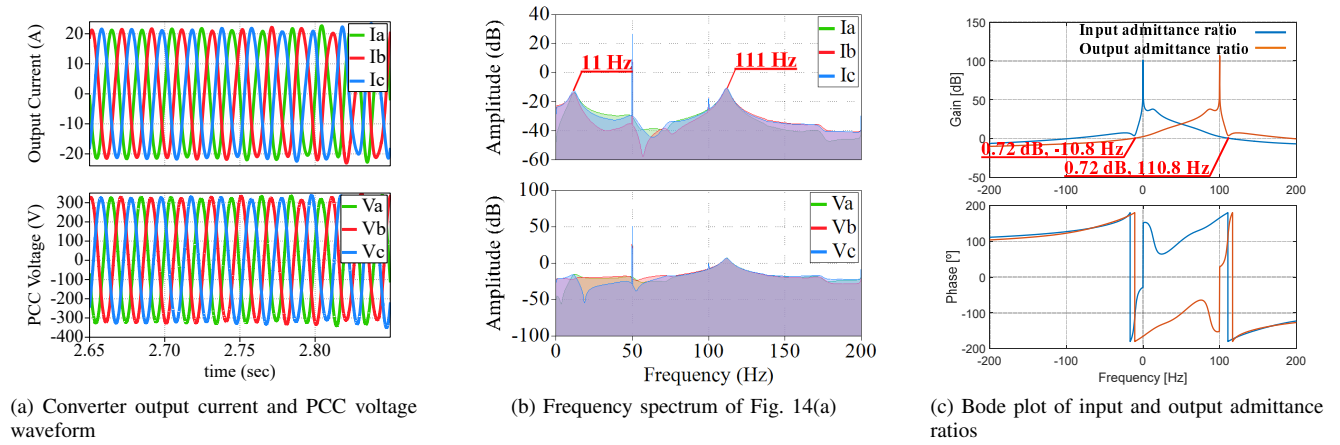 Output Current (A)
20
10
0
-10
-20
Ia
Ib
Ic
PCC Voltage (V)
300
200
100
0
-100
-200
-300
-400
Va
Vb
Vc
2.65
2.70
2.75
2.80
time (sec)
(a) Converter output current and PCC voltage
waveform
Amplitude (dB)
40
20
0
-20
-40
60
11 Hz
111 Hz
Ia
Ib
Ic
Amplitude (dB)
100
50
0
-50
-100
Va
Vb
Vc
0
50
100
150
200
Frequency (Hz)
(b) Frequency spectrum of Fig. 14(a)
Gain [dB]
150
100
50
0
-50
Input admittance ratio
Output admittance ratio
0.72 dB, -10.8 Hz
0.72 dB, 110.8 Hz
-200
-100
0
100
200
Phase [º]
200
100
0
-100
200
-200
-100
0
100
200
Frequency [Hz]
(c) Bode plot of input and output admittance
ratios